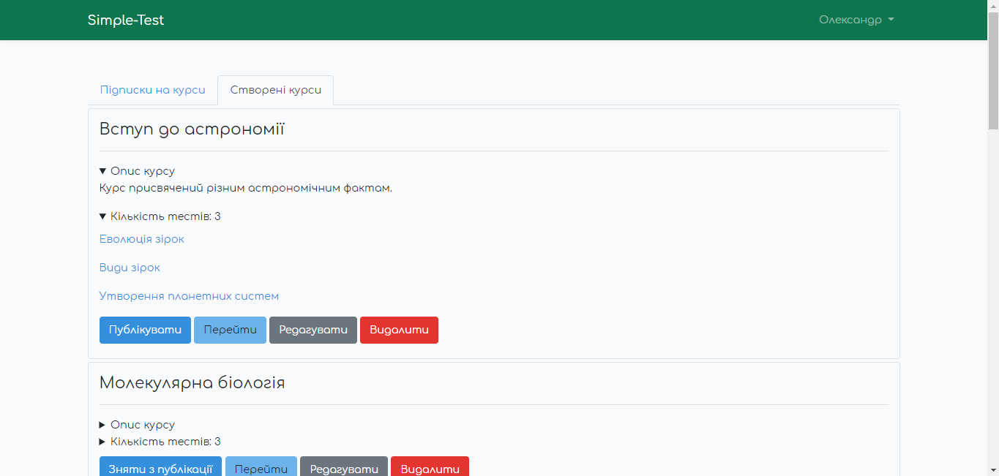 Simple-Test
Олександр
Підписки на курси
Створені курси
Вступ до астрономії
Опис курсу
Курс присвячений різним астрономічним фактам.
Кількість тестів: 3
Еволюція зірок
Види зірок
Утворення планетних систем
Публікувати Перейти Редагувати Видалити
Молекулярна біологія
Опис курсу
Кількість тестів: 3
Зняти з публікації Перейти Редагувати Видалити